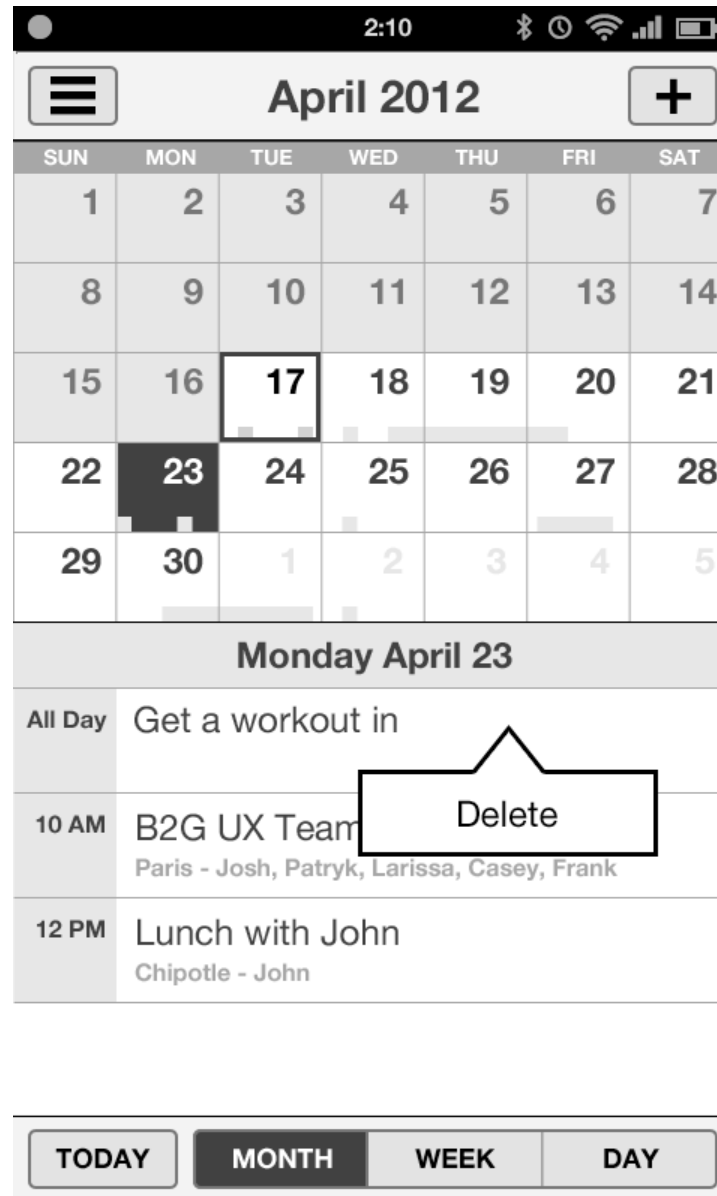 2:10
April 2012
SUN MON TUE WED THU FRI SAT
1 2 3 4 5 6 7
8 9 10 11 12 13 14
15 16 17 18 19 20 21
22 23 24 25 26 27 28
29 30 1 2 3 4 5
Monday April 23
All Day Get a workout in
Delete
10 AM B2G UX Team
Paris - Josh, Patryk, Larissa, Casey, Frank
12 PM Lunch with John
Chipotle - John
TODAY MONTH WEEK DAY